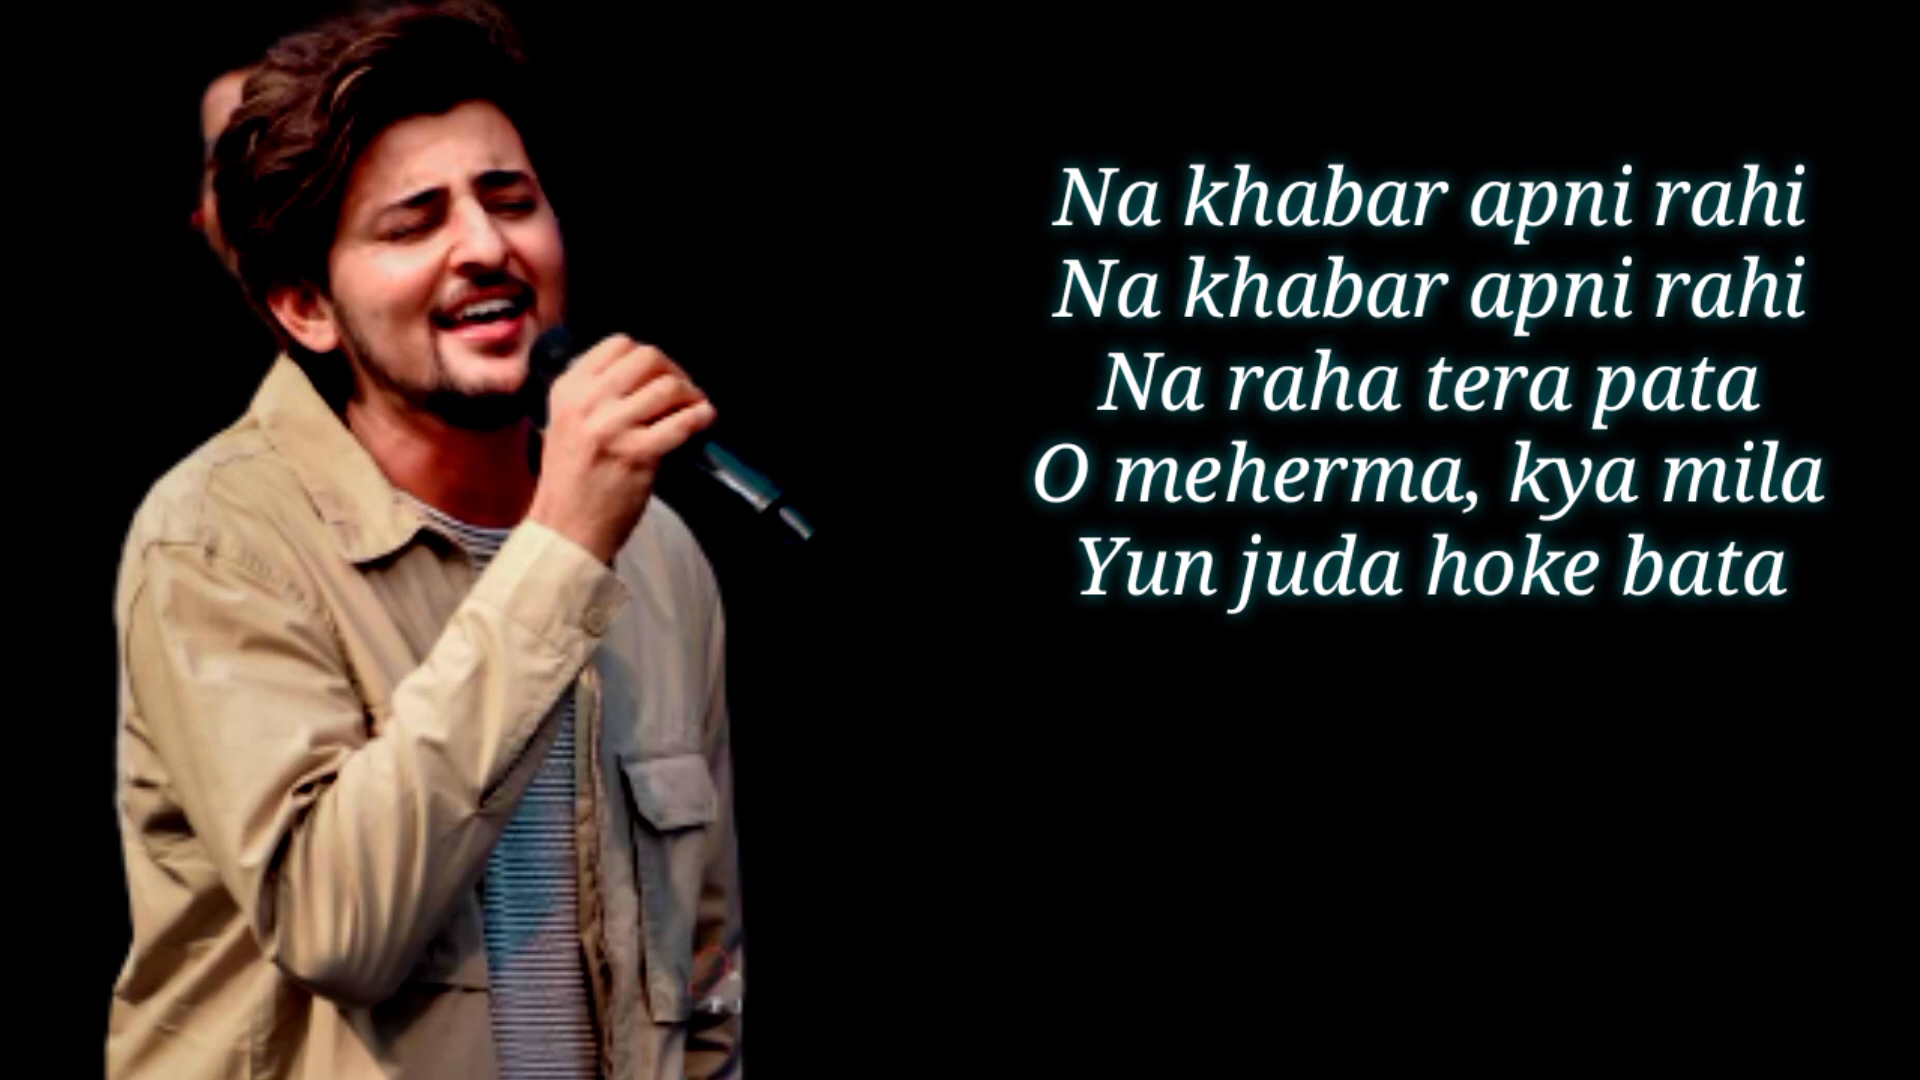 Na khabar apni rahi
Na khabar apni rahi
Na raha tera pata
O meherma, kya mila
Yun juda hoke bata